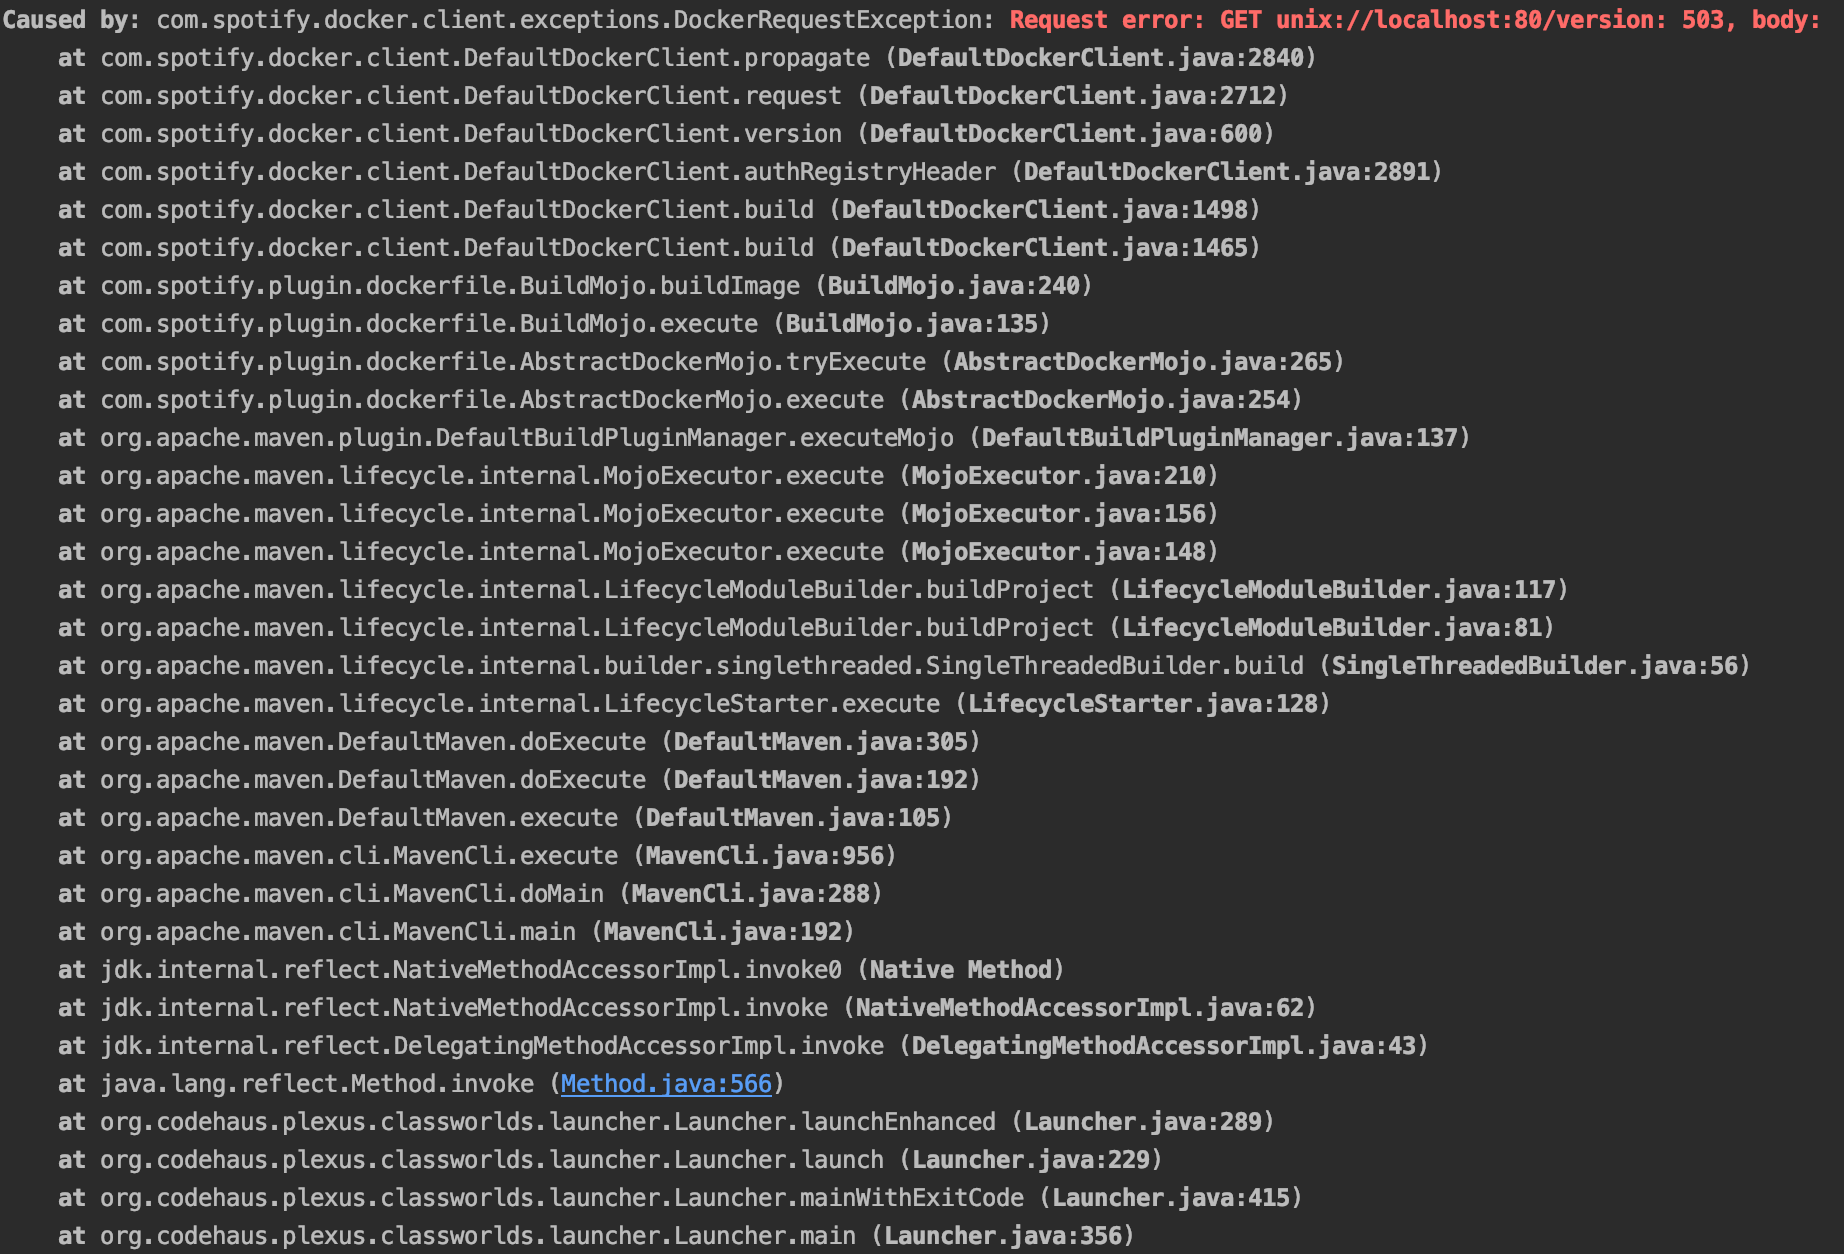 Caused by: com.spotify.docker.client.exceptions.DockerRequestException: Request error: GET unix://localhost:80/version: 503, body:
at com.spotify.docker.client.DefaultDockerClient.propagate (DefaultDockerClient.java:2840)
at com.spotify.docker.client.DefaultDockerClient.request (DefaultDockerClient.java:2712)
at com.spotify.docker.client.DefaultDockerClient.version (DefaultDockerClient.java:600)
at com.spotify.docker.client.DefaultDockerClient.authRegistryHeader (DefaultDockerClient.java:2891)
at com.spotify.docker.client.DefaultDockerClient.build (DefaultDockerClient.java:1498)
at com.spotify.docker.client.DefaultDockerClient.build (DefaultDockerClient.java:1465)
at com.spotify.plugin.dockerfile.BuildMojo.buildImage (BuildMojo.java:240)
at com.spotify.plugin.dockerfile.BuildMojo.execute (BuildMojo.java:135)
at com.spotify.plugin.dockerfile.AbstractDockerMojo.tryExecute (AbstractDockerMojo.java:265)
at com.spotify.plugin.dockerfile.AbstractDockerMojo.execute (AbstractDockerMojo.java:254)
at org.apache.maven.plugin.DefaultBuildPluginManager.executeMojo (DefaultBuildPluginManager.java:137)
at org.apache.maven.lifecycle.internal.MojoExecutor.execute (MojoExecutor.java:210)
at org.apache.maven.lifecycle.internal.MojoExecutor.execute (MojoExecutor.java:156)
at org.apache.maven.lifecycle.internal.MojoExecutor.execute (MojoExecutor.java:148)
at org.apache.maven.lifecycle.internal.LifecycleModuleBuilder.buildProject (LifecycleModuleBuilder.java:117)
at org.apache.maven.lifecycle.internal.LifecycleModuleBuilder.buildProject (LifecycleModuleBuilder.java:81)
at org.apache.maven.lifecycle.internal.builder.singlethreaded.SingleThreadedBuilder.build (SingleThreadedBuilder.java:56)
at org.apache.maven.lifecycle.internal.LifecycleStarter.execute (LifecycleStarter.java:128)
at org.apache.maven.DefaultMaven.doExecute (DefaultMaven.java:305)
at org.apache.maven.DefaultMaven.doExecute (DefaultMaven.java:192)
at org.apache.maven.DefaultMaven.execute (DefaultMaven.java:105)
at org.apache.maven.cli.MavenCli.execute (MavenCli.java:956)
at org.apache.maven.cli.MavenCli.doMain (MavenCli.java:288)
at org.apache.maven.cli.MavenCli.main (MavenCli.java:192)
at jdk.internal.reflect.NativeMethodAccessorImpl.invoke0 (Native Method)
at jdk.internal.reflect.NativeMethodAccessorImpl.invoke (NativeMethodAccessorImpl.java:62)
at jdk.internal.reflect.DelegatingMethodAccessorImpl.invoke (DelegatingMethodAccessorImpl.java:43)
at java.lang.reflect.Method.invoke (Method.java:566)
at org.codehaus.plexus.classworlds.launcher.Launcher.launchEnhanced (Launcher.java:289)
at org.codehaus.plexus.classworlds.launcher.Launcher.launch (Launcher.java:229)
at org.codehaus.plexus.classworlds.launcher.Launcher.mainWithExitCode (Launcher.java:415)
at org.codehaus.plexus.classworlds.launcher.Launcher.main (Launcher.java:356)